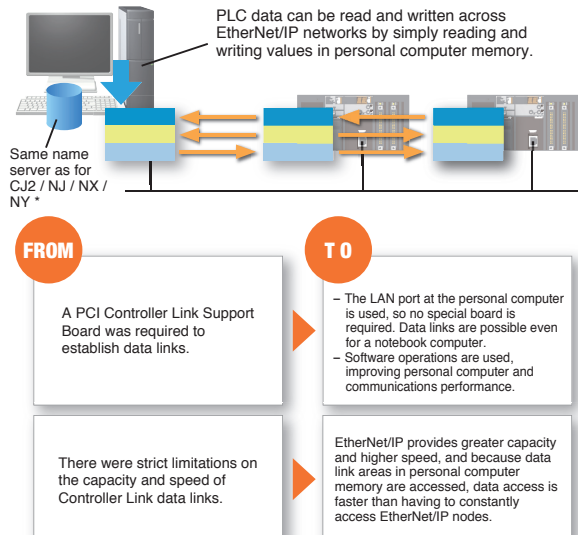 PLC data can be read and written across
EtherNet/IP networks by simply reading and
writing values in personal computer memory.
Same name
server as for
CJ2 / NJ / NX /
NY *
FROM
T 0
A PCI Controller Link Support
Board was required to
establish data links.
– The LAN port at the personal computer
is used, so no special board is
required. Data links are possible even
for a notebook computer.
– Software operations are used,
improving personal computer and
communications performance.
There were strict limitations on
the capacity and speed of
Controller Link data links.
EtherNet/IP provides greater capacity
and higher speed, and because data
link areas in personal computer
memory are accessed, data access is
faster than having to constantly
access EtherNet/IP nodes.